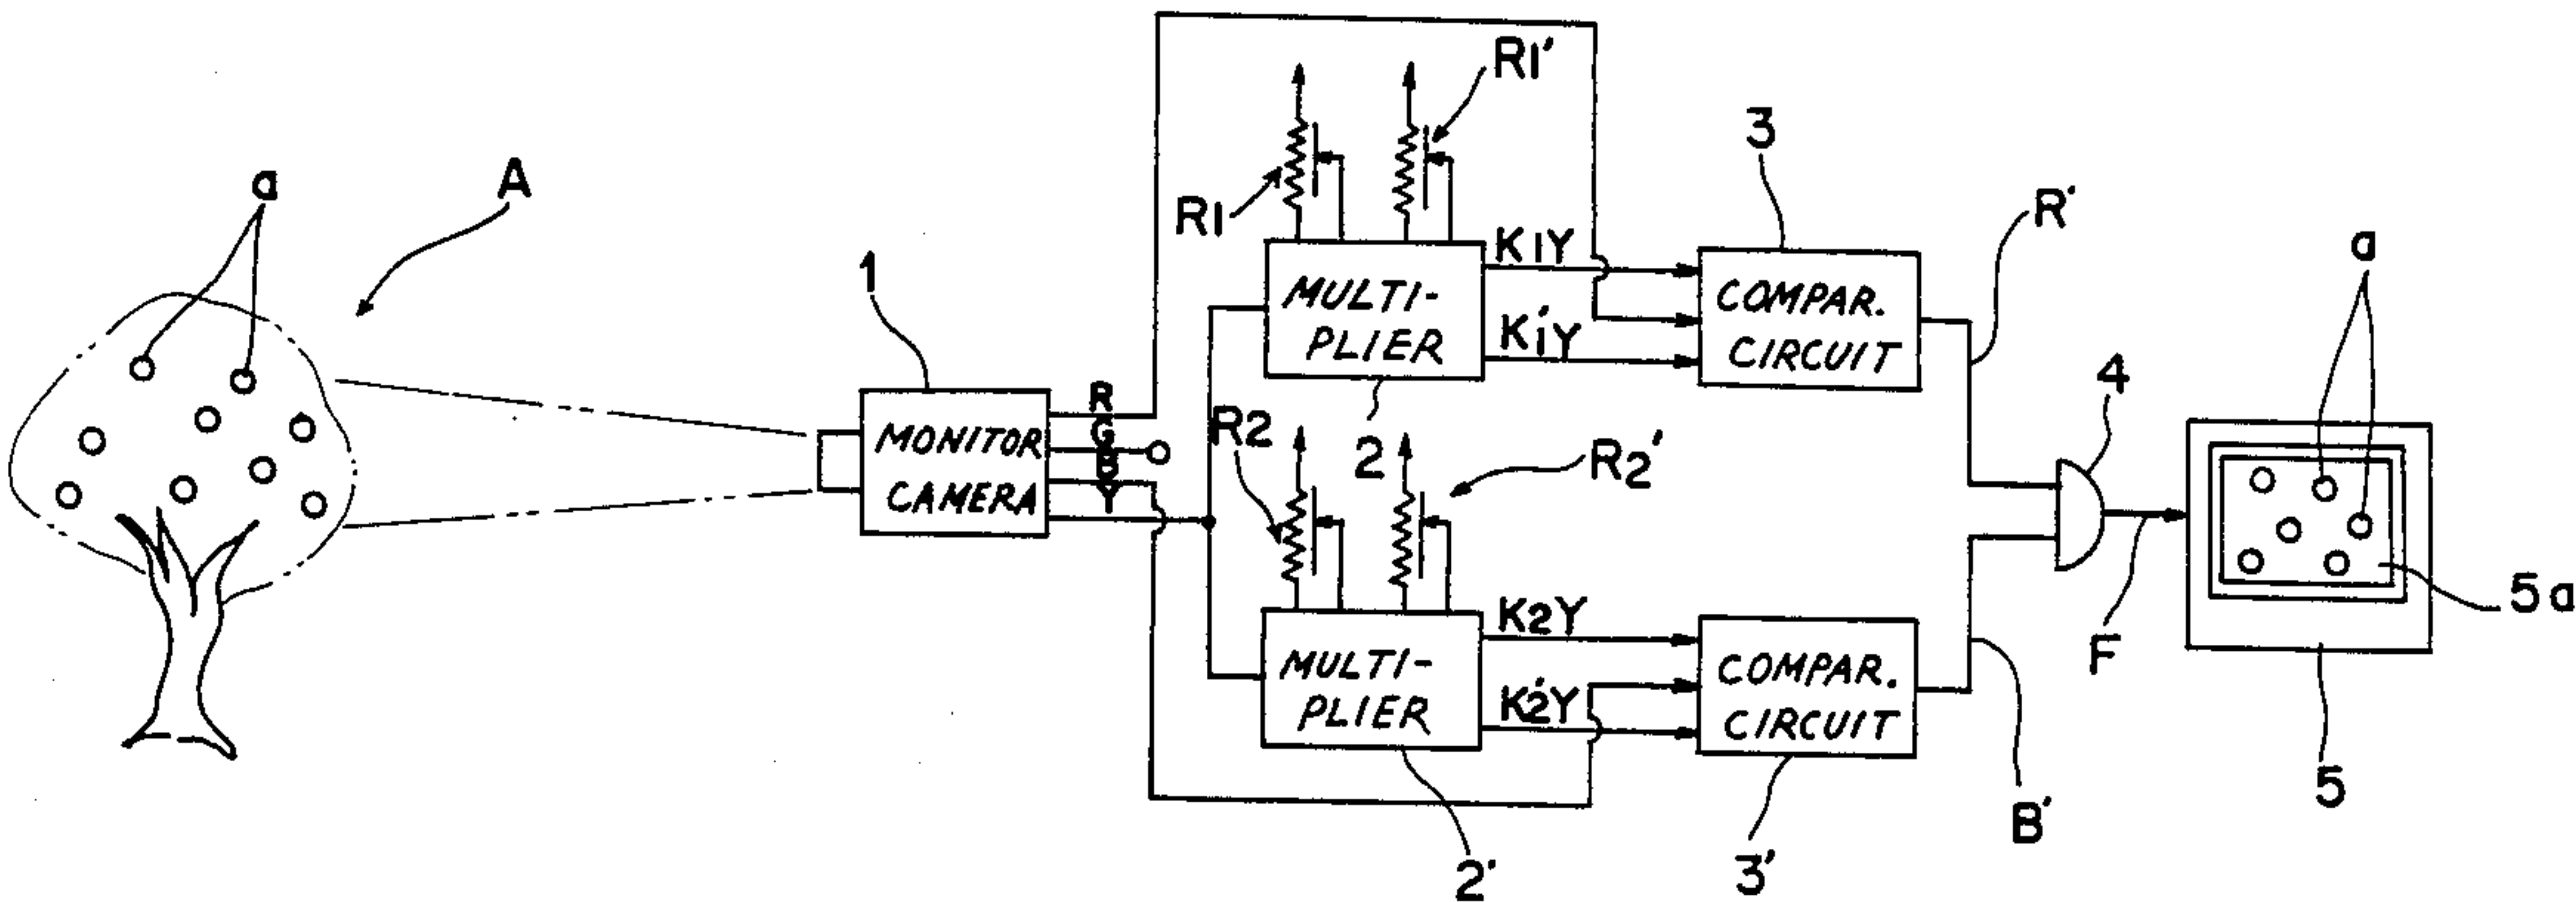 a
A
1
MONITOR
CAMERA
R
G
B
Y
R1
R1'
MULTI-
PLIER
2
K1Y
K1'Y
3
COMPAR.
CIRCUIT
R'
R2
R2'
MULTI-
PLIER
2'
K2Y
K2'Y
COMPAR.
CIRCUIT
3'
B'
4
F
a
5a
5